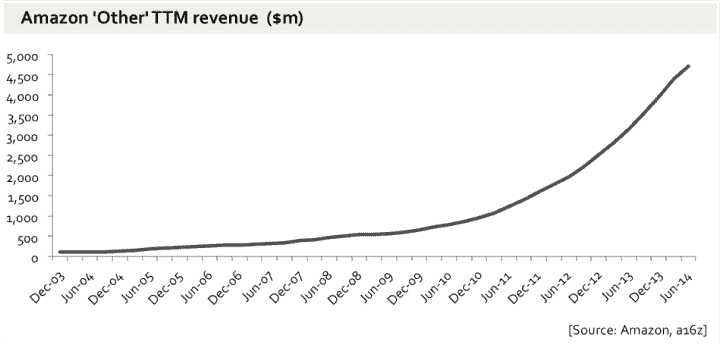 Amazon 'Other' TTM revenue ($m)
5,000
4,500
4,000
3,500
3,000
2,500
2,000
1,500
1,000
500
0
Dec-03
Jun-04
Dec-04
Jun-05
Dec-05
Jun-06
Dec-06
Jun-07
Dec-07
Jun-08
Dec-08
Jun-09
Dec-09
Jun-10
Dec-10
Jun-11
Dec-11
Jun-12
Dec-12
Jun-13
Dec-13
Jun-14
[Source: Amazon, a16z]